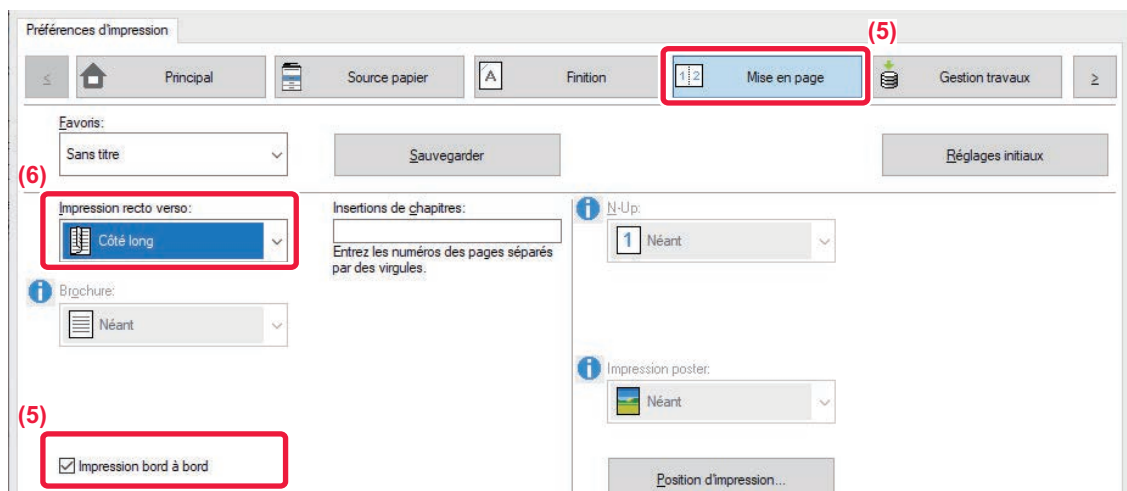 Préférences d'impression
(5)
<
Principal
Source papier
Finition
Mise en page
Gestion travaux
>
Favoris:
Sans titre
Sauvegarder
Réglages initiaux
(6)
Impression recto verso:
Côté long
Insertions de chapitres:
Entrez les numéros des pages séparés
par des virgules.
N-Up:
1 Néant
Brochure:
Néant
Impression poster:
Néant
(5)
Impression bord à bord
Position d'impression...